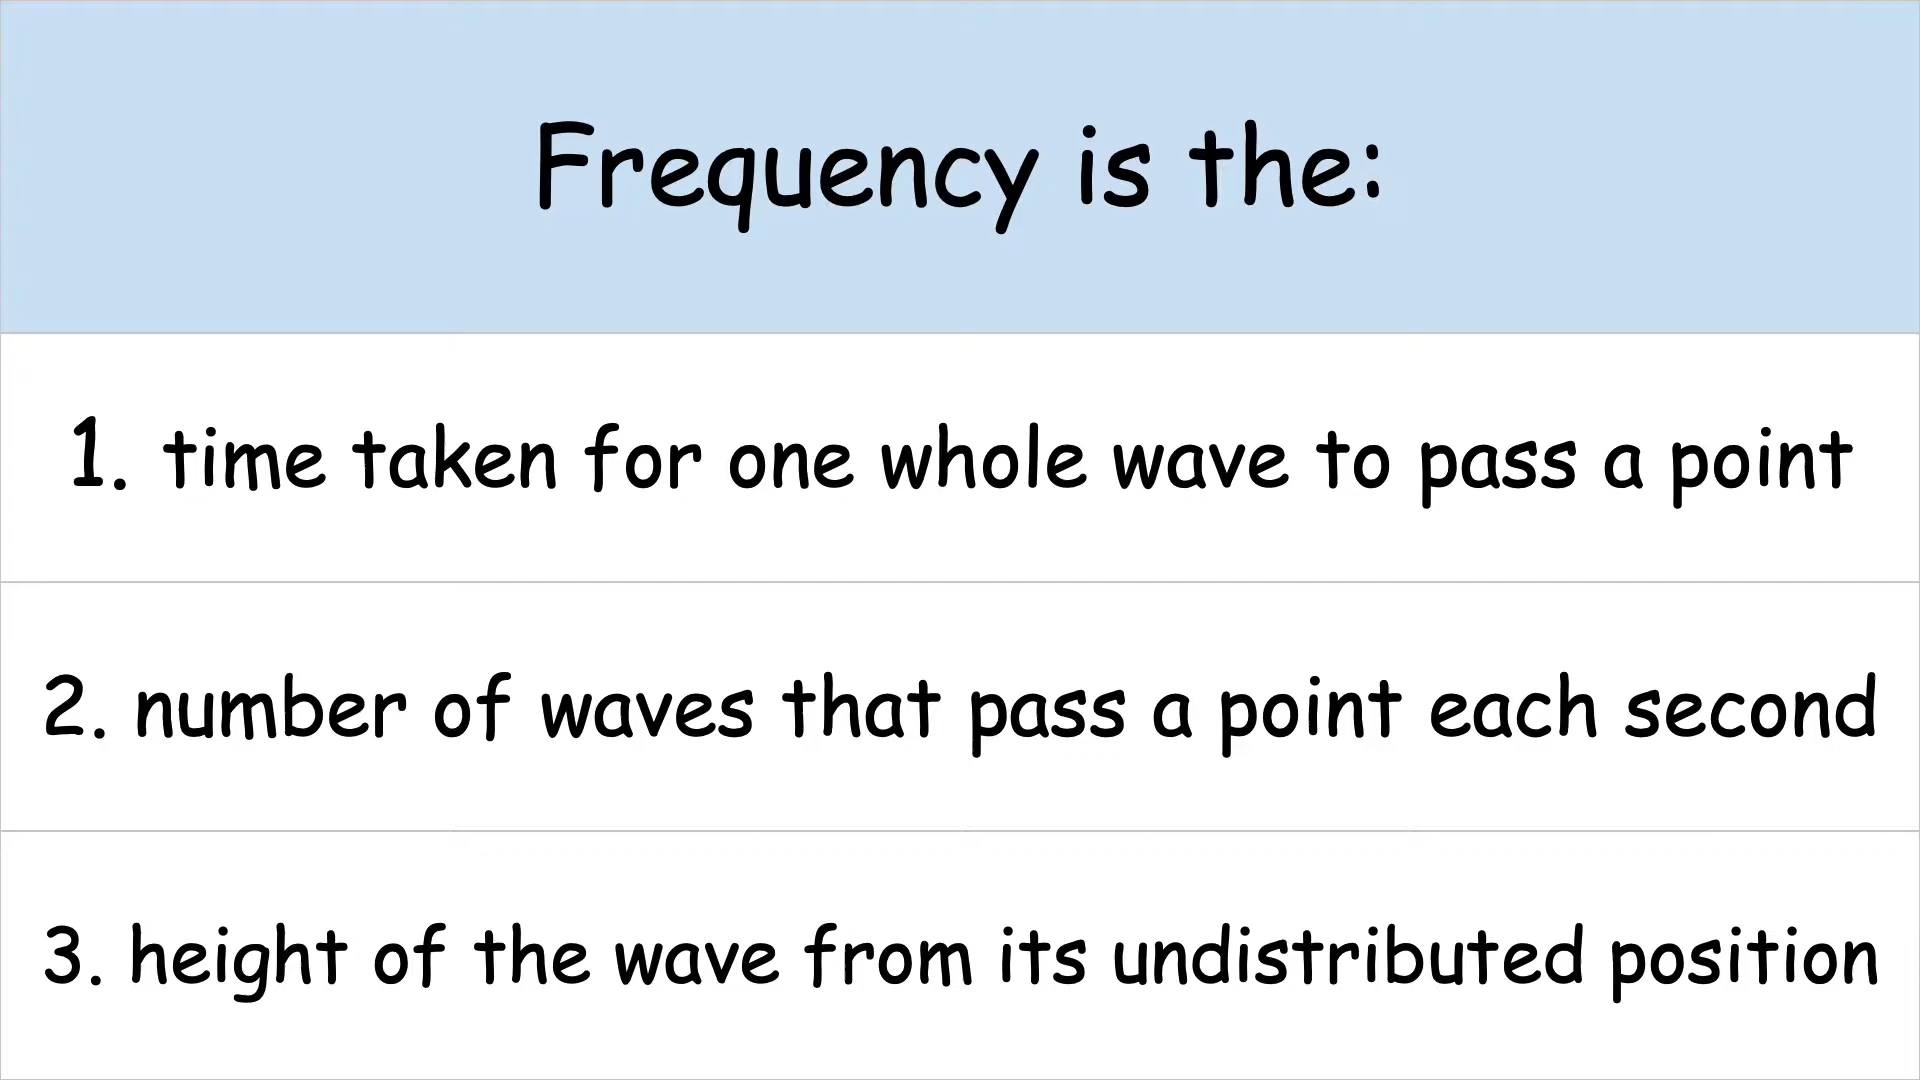 Frequency is the:
1. time taken for one whole wave to pass a point
2. number of waves that pass a point each second
3. height of the wave from its undistributed position